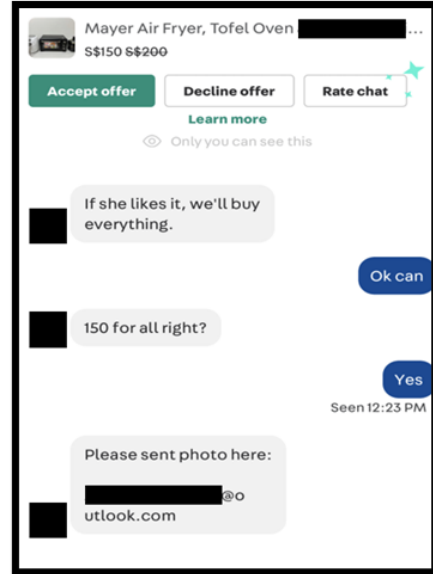 Mayer Air Fryer, Tofel Oven ...
S$150 S$200
Accept offer
Decline offer
Rate chat
Learn more
Only you can see this
If she likes it, we'll buy
everything.
Ok can
150 for all right?
Yes
Seen 12:23 PM
Please sent photo here:
@o
utlook.com